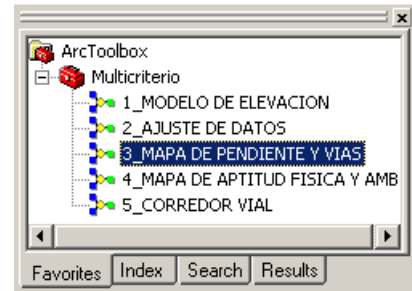 ArcToolbox
Multicriterio
1_MODELO DE ELEVACION
2_AJUSTE DE DATOS
3_MAPA DE PENDIENTE Y VIAS
4_MAPA DE APTITUD FISICA Y AMB
5_CORREDOR VIAL
Favorites Index Search Results